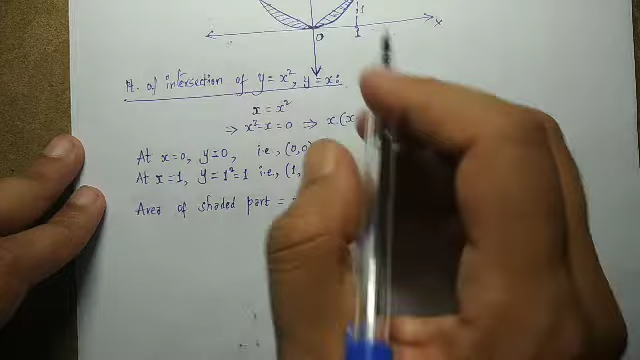 1
0
1
x
Pt. of intersection of y = x², y = x:
x = x²
⇒ x² - x = 0 ⇒ x(x
At x = 0, y = 0, i.e., (0,0)
At x = 1, y = 1² = 1 i.e., (1,
Area of shaded part =
=